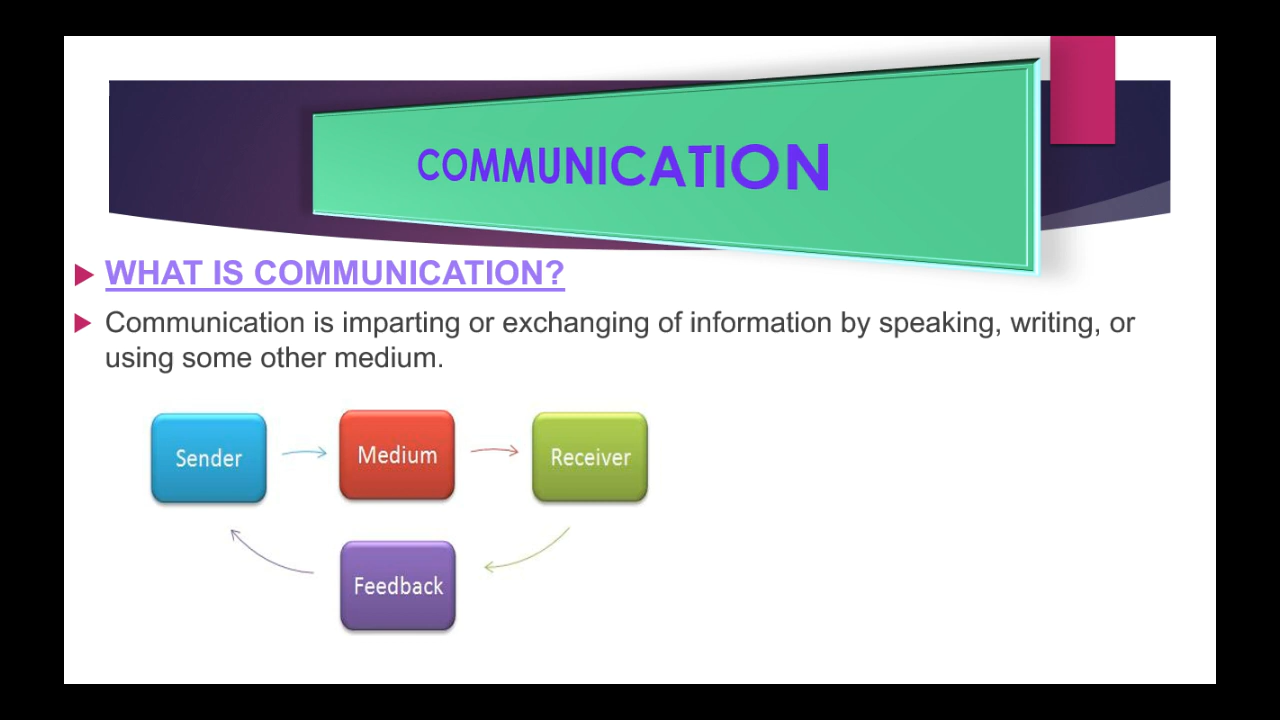 COMMUNICATION
WHAT IS COMMUNICATION?
Communication is imparting or exchanging of information by speaking, writing, or
using some other medium.
Sender
Medium
Receiver
Feedback